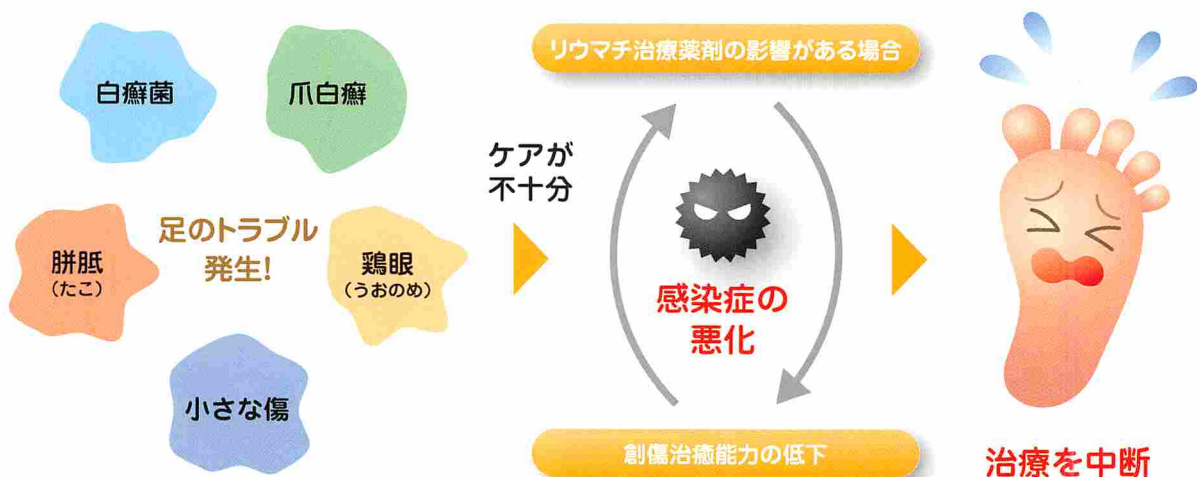 白癬菌
爪白癬
足のトラブル
発生!
胼胝
（たこ）
鶏眼
（うおのめ）
小さな傷
ケアが
不十分
リウマチ治療薬剤の影響がある場合
感染症の
悪化
創傷治癒能力の低下
治療を中断